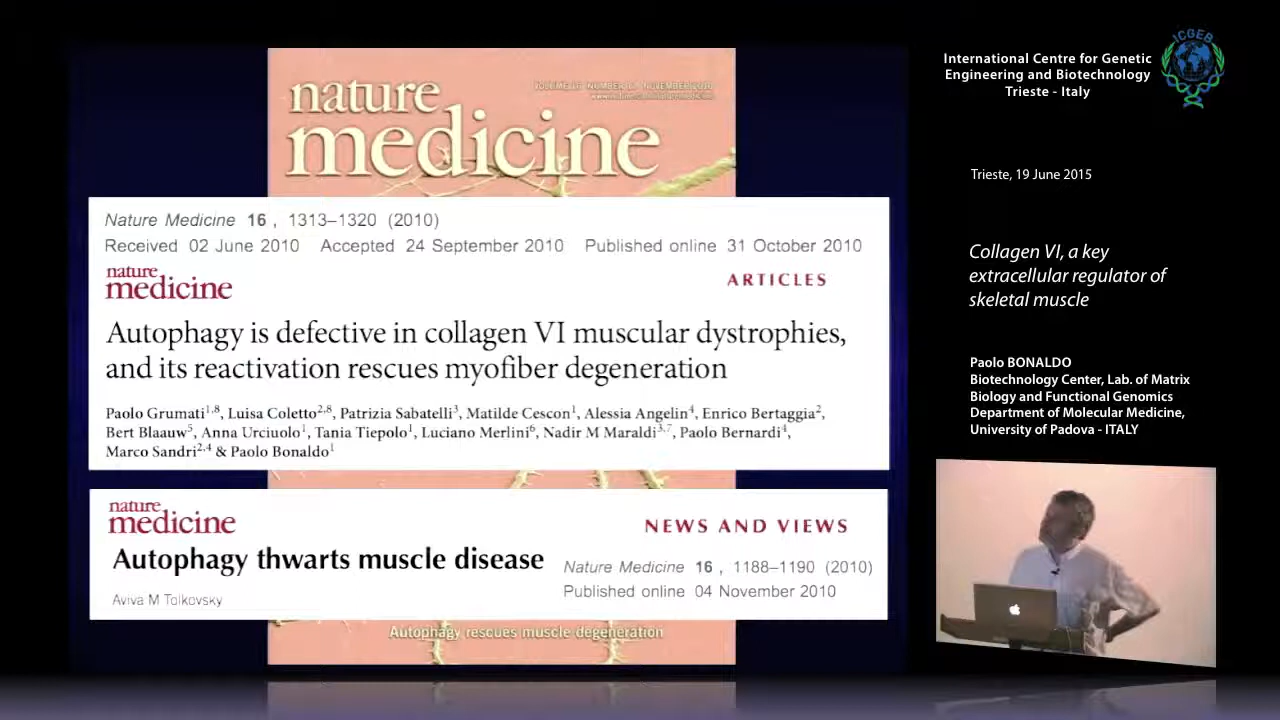 nature
medicine
VOLUME 16 NUMBER 11 NOVEMBER 2010
Nature Medicine 16 , 1313–1320 (2010)
Received 02 June 2010 Accepted 24 September 2010 Published online 31 October 2010
nature
medicine
ARTICLES
Autophagy is defective in collagen VI muscular dystrophies,
and its reactivation rescues myofiber degeneration
Paolo Grumati1,8, Luisa Coletto2,8, Patrizia Sabatelli3, Matilde Cescon1, Alessia Angelin4, Enrico Bertaggia2,
Bert Blaauw5, Anna Urciuolo1, Tania Tiepolo1, Luciano Merlini6, Nadir M Maraldi3,7, Paolo Bernardi4,
Marco Sandri2,4 & Paolo Bonaldo1
nature
medicine
NEWS AND VIEWS
Autophagy thwarts muscle disease
Nature Medicine 16 , 1188–1190 (2010)
Published online 04 November 2010
Aviva M Tolkovsky
Autophagy rescues muscle degeneration
International Centre for Genetic
Engineering and Biotechnology
Trieste - Italy
ICGEB
Trieste, 19 June 2015
Collagen VI, a key
extracellular regulator of
skeletal muscle
Paolo BONALDO
Biotechnology Center, Lab. of Matrix
Biology and Functional Genomics
Department of Molecular Medicine,
University of Padova - ITALY